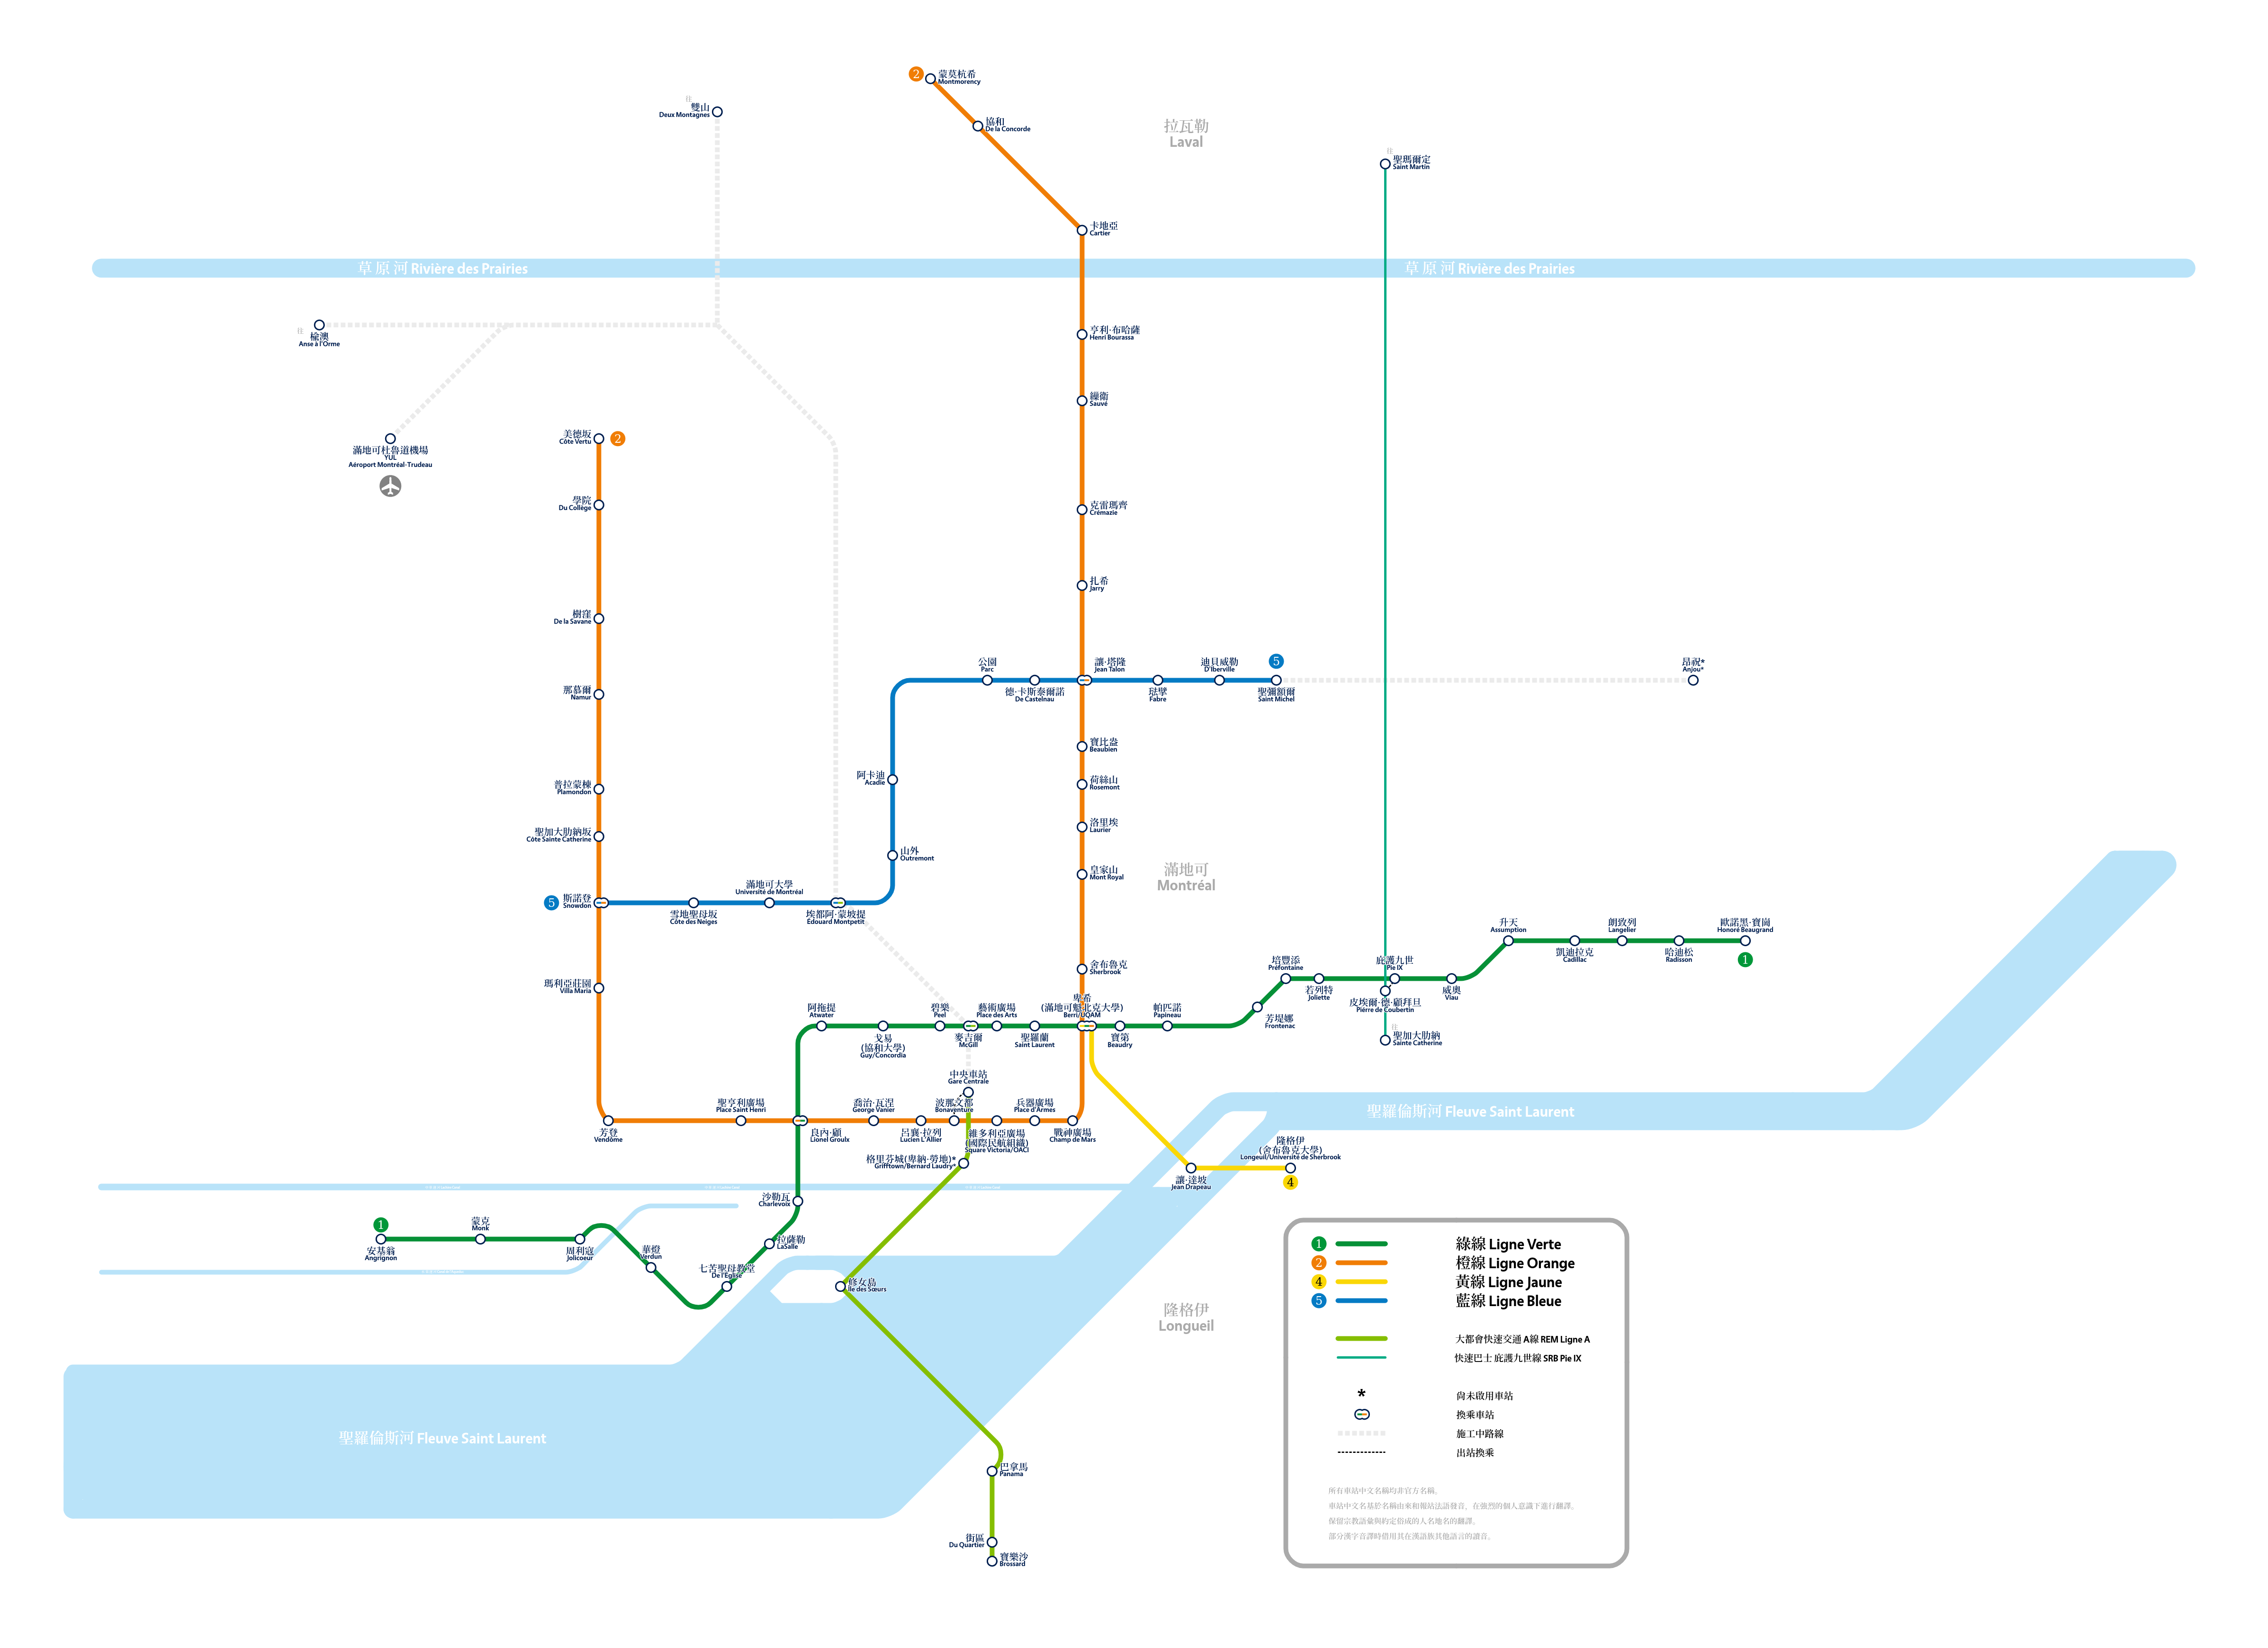 2
蒙莫杭希
Montmorency
協和
De la Concorde
往
雙山
Deux Montagnes
拉瓦勒
Laval
往
聖瑪爾定
Saint Martin
卡地亞
Cartier
草原河 Rivière des Prairies
草原河 Rivière des Prairies
往
榆澳
Anse à l'Orme
亨利·布哈薩
Henri Bourassa
Sauvé
滿地可杜魯道機場
YUL
Aéroport Montréal-Trudeau
美德坂
Côte Vertu
2
學院
Du Collège
克雷瑪齊
Crémazie
扎希
Jarry
樹窪
De la Savane
那慕爾
Namur
公園
Parc
德·卡斯泰爾諾
De Castelnau
讓·塔隆
Jean Talon
琺孹
Fabre
迪貝威勒
D'Iberville
5
聖彌額爾
Saint Michel
昂祝*
Anjou*
寶比盎
Beaubien
荷絲山
Rosemont
洛里埃
Laurier
皇家山
Mont Royal
阿卡迪
Acadie
山外
Outremont
普拉蒙棟
Plamondon
聖加大肋納坂
Côte Sainte Catherine
5
斯諾登
Snowdon
雪地聖母坂
Côte des Neiges
滿地可大學
Université de Montréal
埃都阿·蒙坡提
Édouard Montpetit
滿地可
Montréal
瑪利亞莊園
Villa Maria
舍布魯克
Sherbrook
卑希
(滿地可魁北克大學)
Berri/UQAM
升天
Assumption
凱迪拉克
Cadillac
朗致列
Langelier
哈迪松
Radisson
歐諾黑·寶崗
Honoré Beaugrand
1
培豐添
Préfontaine
若列特
Joliette
庇護九世
Pie IX
威奧
Viau
皮埃爾·德·顧拜旦
Pierre de Coubertin
芳堤娜
Frontenac
往
聖加大肋納
Sainte Catherine
阿拖提
Atwater
戈易
(協和大學)
Guy/Concordia
碧樂
Peel
麥吉爾
McGill
藝術廣場
Place des Arts
聖羅蘭
Saint Laurent
寶第
Beaudry
帕匹諾
Papineau
中央車站
Gare Centrale
芳登
Vendôme
聖亨利廣場
Place Saint Henri
良內·顧
Lionel Groulx
喬治·瓦涅
George Vanier
呂襄·拉列
Lucien L'Allier
波那文都
Bonaventure
維多利亞廣場
(國際民航組織)
Square Victoria/OACI
兵器廣場
Place d'Armes
戰神廣場
Champ de Mars
聖羅倫斯河 Fleuve Saint Laurent
格里芬城(卑納·勞地)*
Grifftown/Bernard Laudry*
隆格伊
(舍布魯克大學)
Longeuil/Université de Sherbrook
4
讓·達坡
Jean Drapeau
沙勒瓦
Charlevoix
拉薩勒
LaSalle
1
安基翁
Angrignon
蒙克
Monk
周利寇
Jolicoeur
華燈
Verdun
七苦聖母教堂
De l'Église
修女島
Île des Sœurs
隆格伊
Longueil
聖羅倫斯河 Fleuve Saint Laurent
巴拿馬
Panama
街區
Du Quartier
寶樂沙
Brossard
1 綠線 Ligne Verte
2 橙線 Ligne Orange
4 黃線 Ligne Jaune
5 藍線 Ligne Bleue
大都會快速交通 A線 REM Ligne A
快速巴士 庇護九世線 SRB Pie IX
* 尚未啟用車站
換乘車站
施工中路線
出站換乘
所有車站中文名稱均非官方名稱。
車站中文名基於名稱由來和報站法語發音，在強烈的個人意識下進行翻譯。
保留宗教語彙與約定俗成的人名地名的翻譯。
部分漢字音譯時借用其在漢語族其他語言的讀音。